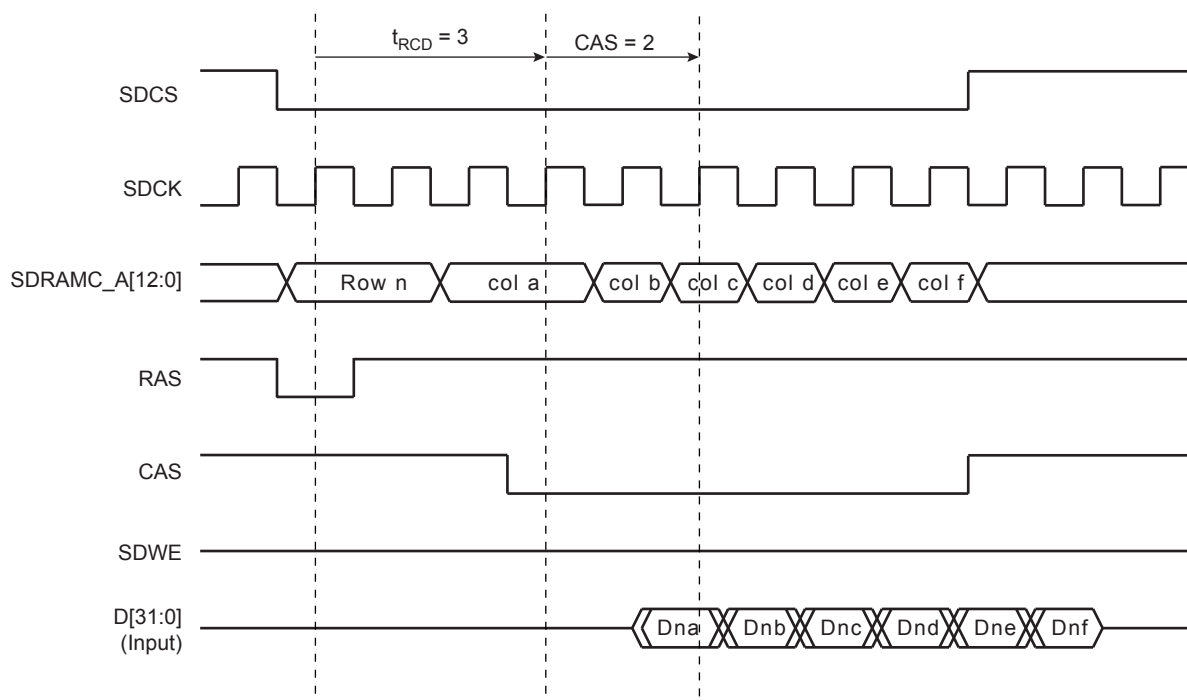 tRCD = 3
CAS = 2
SDCS
SDCK
SDRAMC_A[12:0]
Row n
col a
col b
col c
col d
col e
col f
RAS
CAS
SDWE
D[31:0]
(Input)
Dna
Dnb
Dnc
Dnd
Dne
Dnf